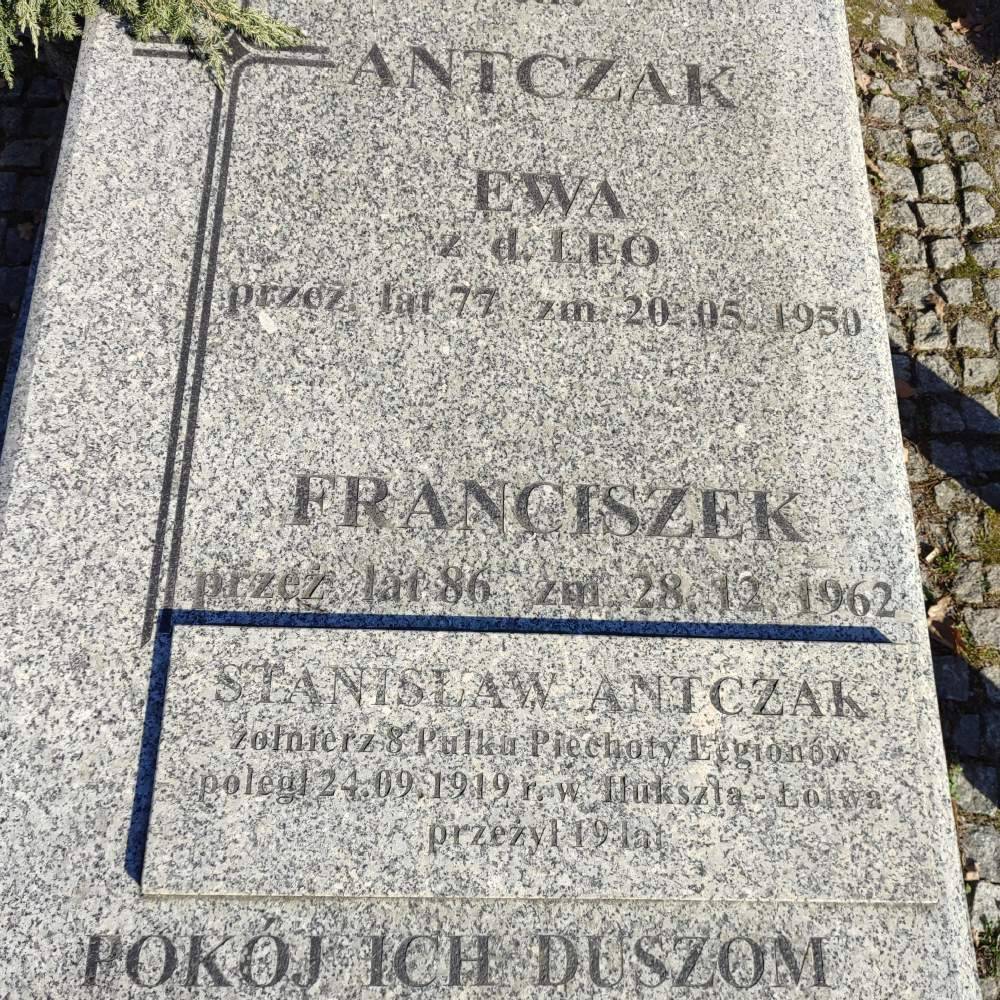 ANTCZAK
EWA
z d. LEO
przeż. lat 77 zm. 20. 05. 1950
FRANCISZEK
przeż. lat 86 zm. 28. 12. 1962
STANISŁAW ANTCZAK
żołnierz 8 Pułku Piechoty Legionów
poległ 24.09.1919 r. w Iłukszta - Łotwa
przeżył 19 lat
POKÓJ ICH DUSZOM